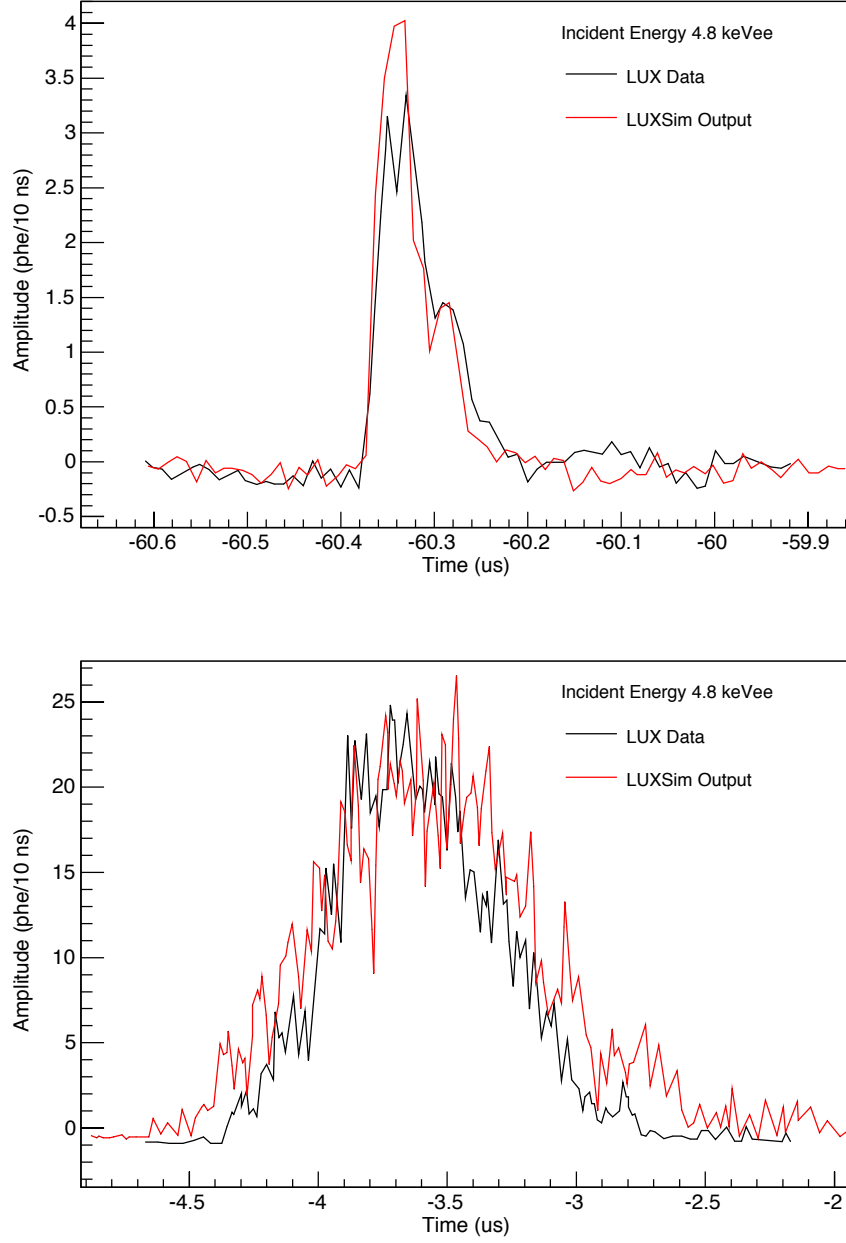 Incident Energy 4.8 keVee
LUX Data
LUXSim Output
Amplitude (phe/10 ns)
4
3.5
3
2.5
2
1.5
1
0.5
0
-0.5
-60.6 -60.5 -60.4 -60.3 -60.2 -60.1 -60 -59.9
Time (us)
Incident Energy 4.8 keVee
LUX Data
LUXSim Output
Amplitude (phe/10 ns)
25
20
15
10
5
0
-4.5 -4 -3.5 -3 -2.5 -2
Time (us)